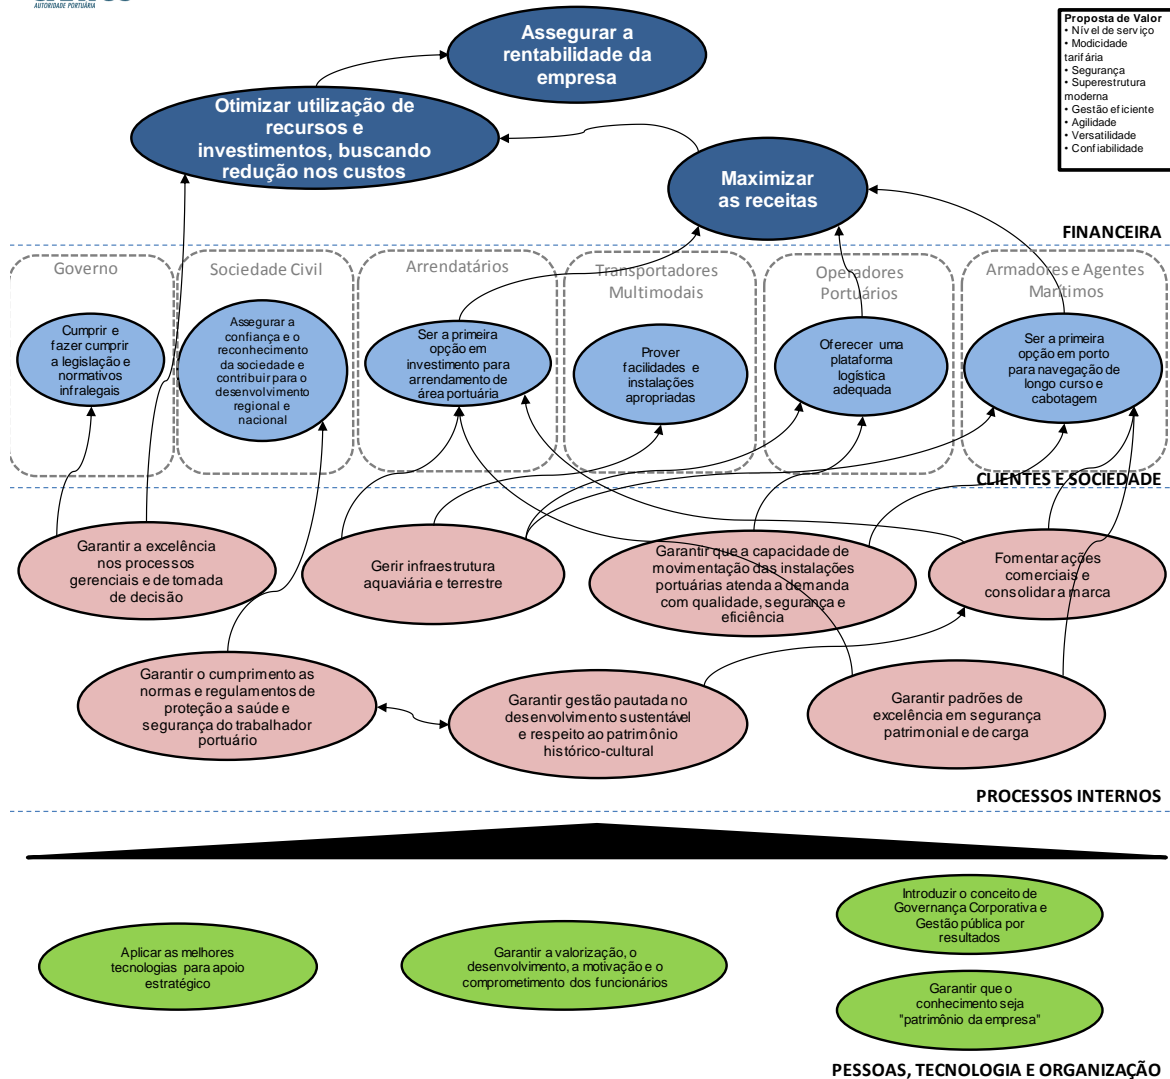 AUTORIDADE PORTUÁRIA
Assegurar a
rentabilidade da
empresa
Proposta de Valor
• Nível de serviço
• Modicidade
tarifária
• Segurança
• Superestrutura
moderna
• Gestão eficiente
• Agilidade
• Versatilidade
• Confiabilidade
Otimizar utilização de
recursos e
investimentos, buscando
redução nos custos
Maximizar
as receitas
FINANCEIRA
Governo
Sociedade Civil
Arrendatários
Transportadores
Multimodais
Operadores
Portuários
Armadores e Agentes
Marítimos
Cumprir e
fazer cumprir
a legislação e
normativos
infralegais
Assegurar a
confiança e o
reconhecimento
da sociedade e
contribuir para o
desenvolvimento
regional e
nacional
Ser a primeira
opção em
investimento para
arrendamento de
área portuária
Prover
facilidades e
instalações
apropriadas
Oferecer uma
plataforma
logística
adequada
Ser a primeira
opção em porto
para navegação de
longo curso e
cabotagem
CLIENTES E SOCIEDADE
Garantir a excelência
nos processos
gerenciais e de tomada
de decisão
Gerir infraestrutura
aquaviária e terrestre
Garantir que a capacidade de
movimentação das instalações
portuárias atenda a demanda
com qualidade, segurança e
eficiência
Fomentar ações
comerciais e
consolidar a marca
Garantir o cumprimento as
normas e regulamentos de
proteção a saúde e
segurança do trabalhador
portuário
Garantir gestão pautada no
desenvolvimento sustentável
e respeito ao patrimônio
histórico-cultural
Garantir padrões de
excelência em segurança
patrimonial e de carga
PROCESSOS INTERNOS
Aplicar as melhores
tecnologias para apoio
estratégico
Garantir a valorização, o
desenvolvimento, a motivação e o
comprometimento dos funcionários
Introduzir o conceito de
Governança Corporativa e
Gestão pública por
resultados
Garantir que o
conhecimento seja
"patrimônio da empresa"
PESSOAS, TECNOLOGIA E ORGANIZAÇÃO